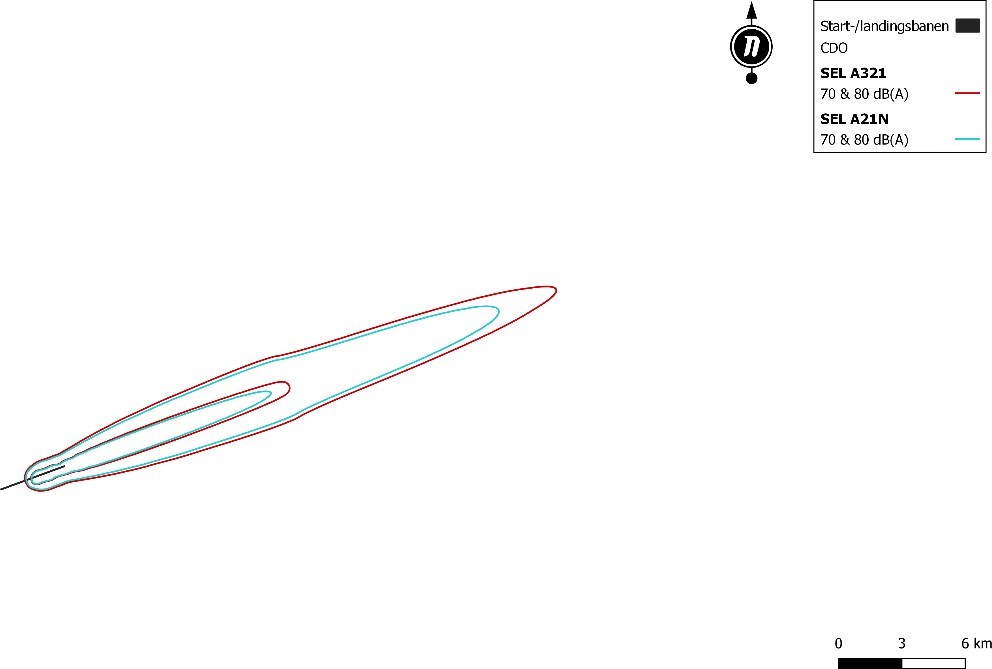 n
Start-/landingsbanen
CDO
SEL A321
70 & 80 dB(A)
SEL A21N
70 & 80 dB(A)
0 3 6 km